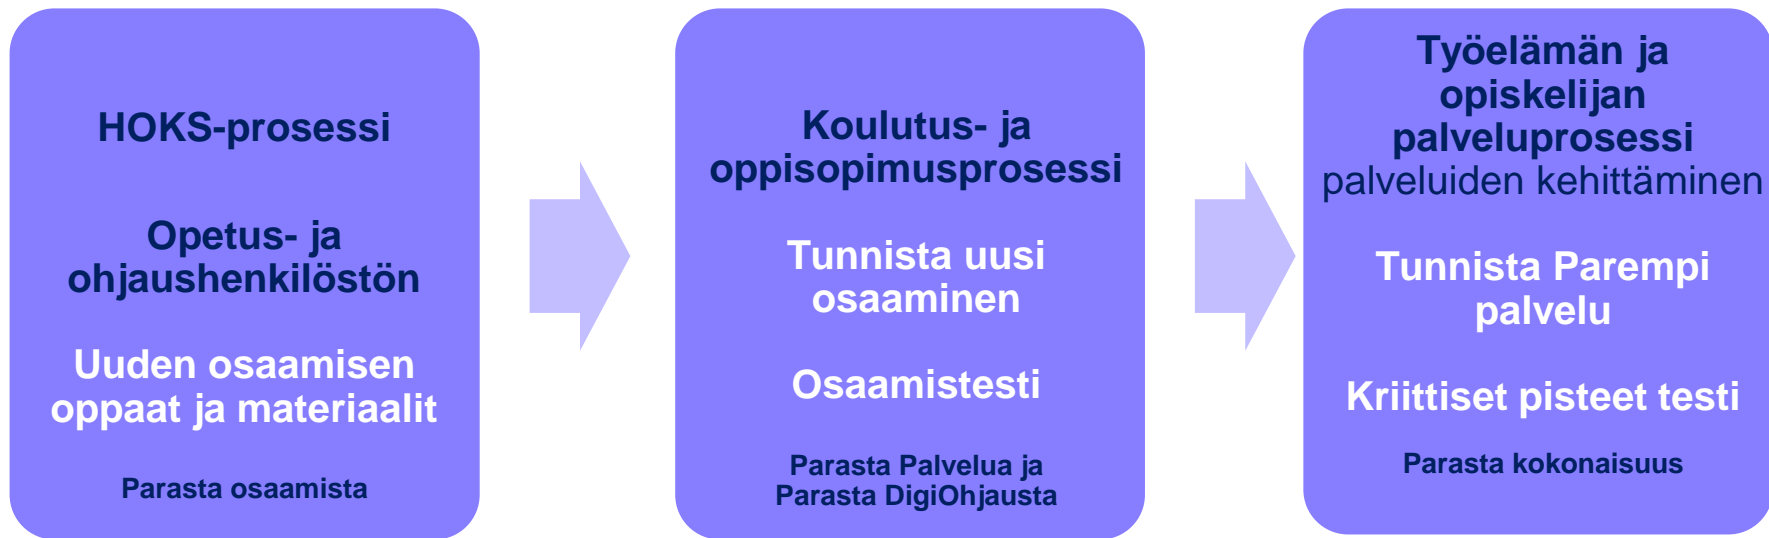 HOKS-prosessi
Opetus- ja
ohjaushenkilöstön
Uuden osaamisen
oppaat ja materiaalit
Parasta osaamista
Koulutus- ja
oppisopimusprosessi
Tunnista uusi
osaaminen
Osaamistesti
Parasta Palvelua ja
Parasta DigiOhjausta
Työelämän ja
opiskelijan
palveluprosessi
palveluiden kehittäminen
Tunnista Parempi
palvelu
Kriittiset pisteet testi
Parasta kokonaisuus